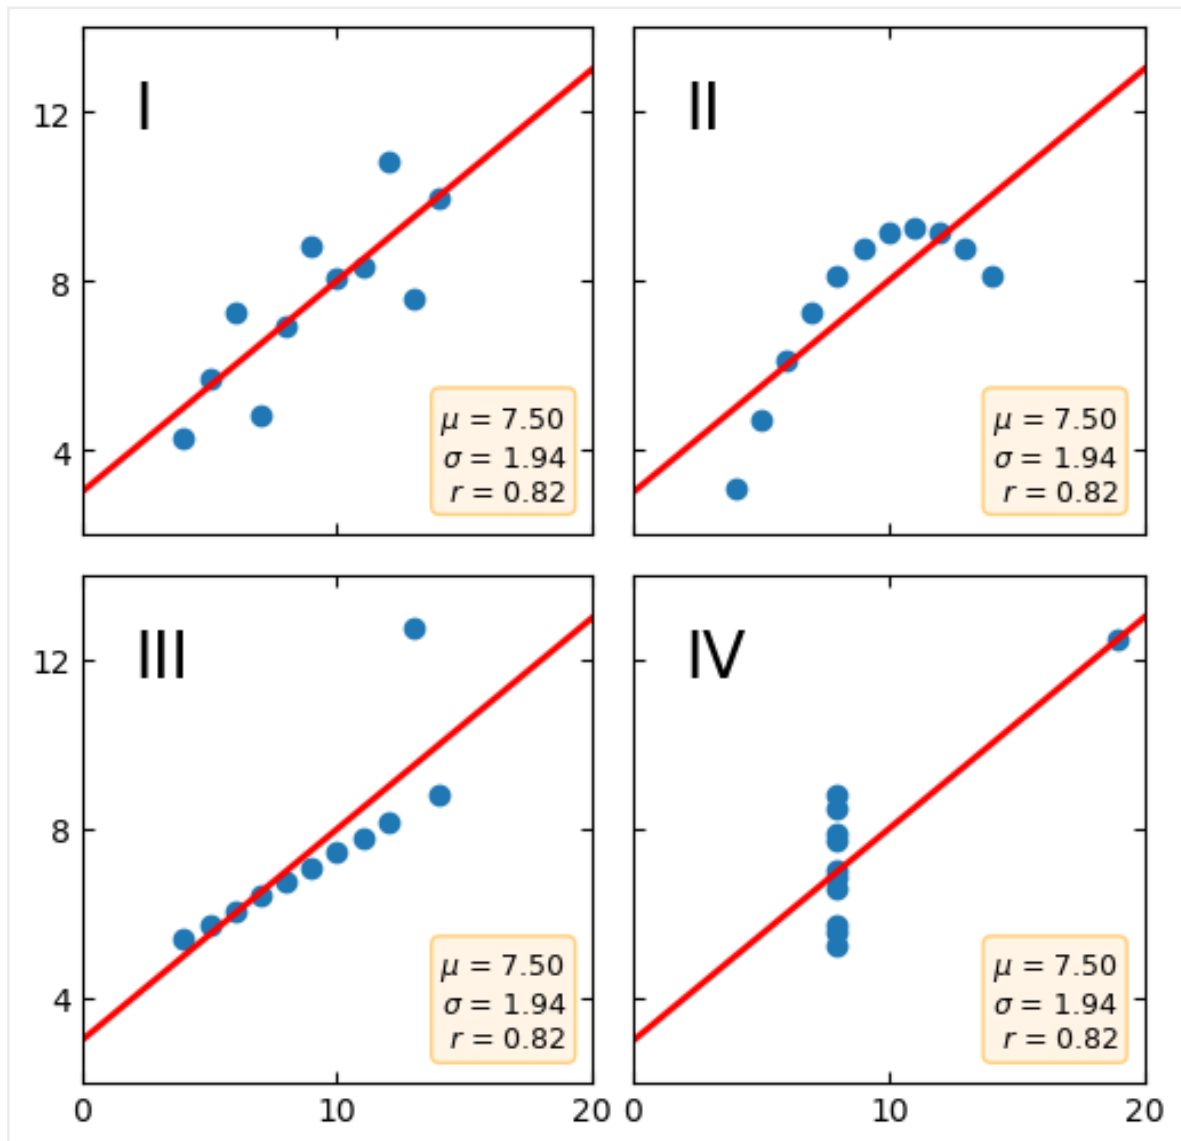 I
12
8
4
μ = 7.50
σ = 1.94
r = 0.82
II
μ = 7.50
σ = 1.94
r = 0.82
III
12
8
4
0
10
20
μ = 7.50
σ = 1.94
r = 0.82
IV
μ = 7.50
σ = 1.94
r = 0.82
0
10
20